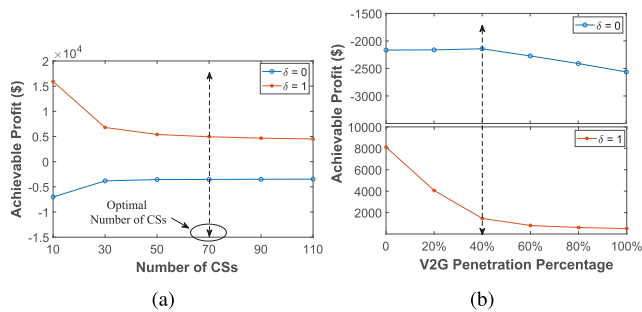 ×10⁴
2
1.5
1
0.5
0
-0.5
-1
-1.5
Achievable Profit ($)
δ = 0
δ = 1
Optimal
Number of CSs
10 30 50 70 90 110
Number of CSs
(a)
-1500
-2000
-2500
-3000
δ = 0
Achievable Profit ($)
10000
8000
6000
4000
2000
δ = 1
0 20% 40% 60% 80% 100%
V2G Penetration Percentage
(b)